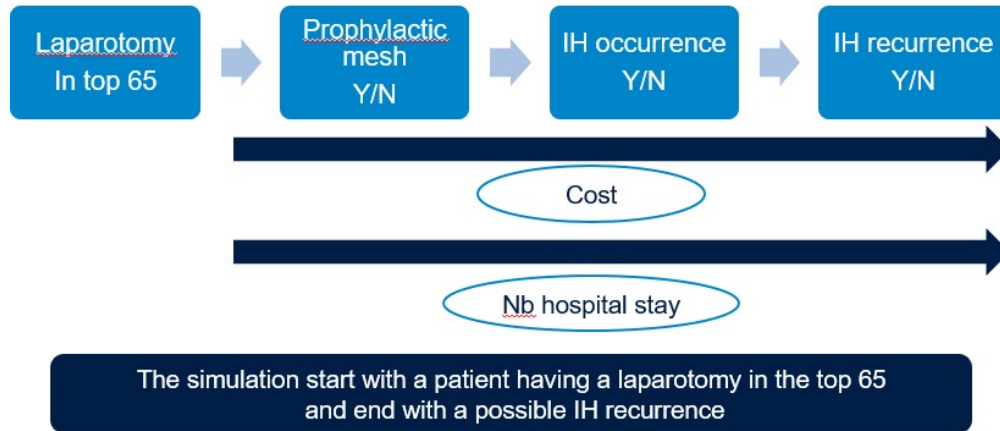 Laparotomy
In top 65
Prophylactic
mesh
Y/N
IH occurrence
Y/N
IH recurrence
Y/N
Cost
Nb hospital stay
The simulation start with a patient having a laparotomy in the top 65
and end with a possible IH recurrence